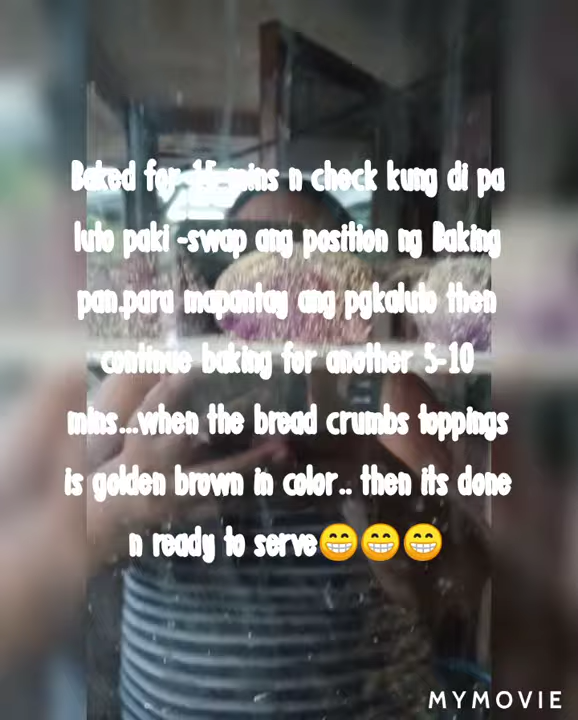 Baked for 15 mins n check kung di pa
luto paki -swap ang position ng Baking
pan.para mapantay ang pgkaluto then
continue baking for another 5-10
mins...when the bread crumbs toppings
is golden brown in color.. then its done
n ready to serve😁😁😁
MYMOVIE